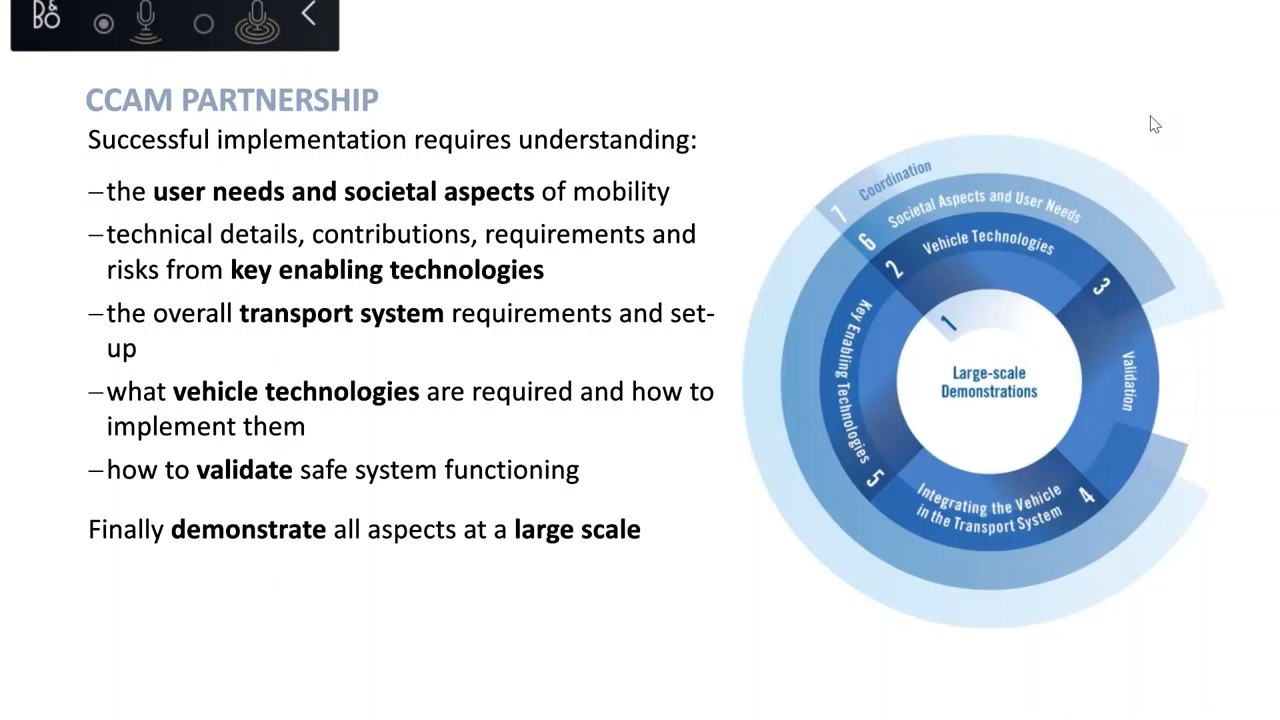 B&O
CCAM PARTNERSHIP
Successful implementation requires understanding:
–the user needs and societal aspects of mobility
–technical details, contributions, requirements and
risks from key enabling technologies
–the overall transport system requirements and set-
up
–what vehicle technologies are required and how to
implement them
–how to validate safe system functioning
Finally demonstrate all aspects at a large scale
7 Coordination
6 Societal Aspects and User Needs
2 Vehicle Technologies
3 Validation
4 Integrating the Vehicle
in the Transport System
5 Key Enabling Technologies
1
Large-scale
Demonstrations